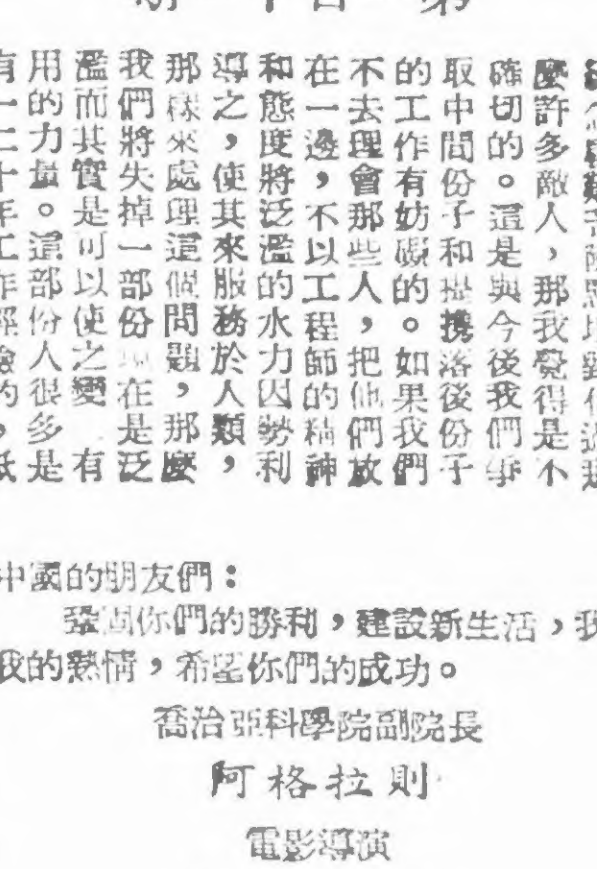 麼許多敵人，那我覺得是不
確切的。這是與今後我們爭
取中間份子和提攜落後份子
的工作有妨礙的。如果我們
不去理會那些人，把他們放
在一邊，不以工程師的精神
和態度將泛濫的水力因勢利
導之，使其來服務於人類，
那樣來處理這個問題，那麼
我們將失掉一部份現在是泛
濫而其實是可以使之變 有
用的力量。這部份人很多是
有一二十年工作經驗的，祇
中國的朋友們：
鞏固你們的勝利，建設新生活，我
我的熱情，希望你們的成功。
喬治亞科學院副院長
阿格拉則
電影導演